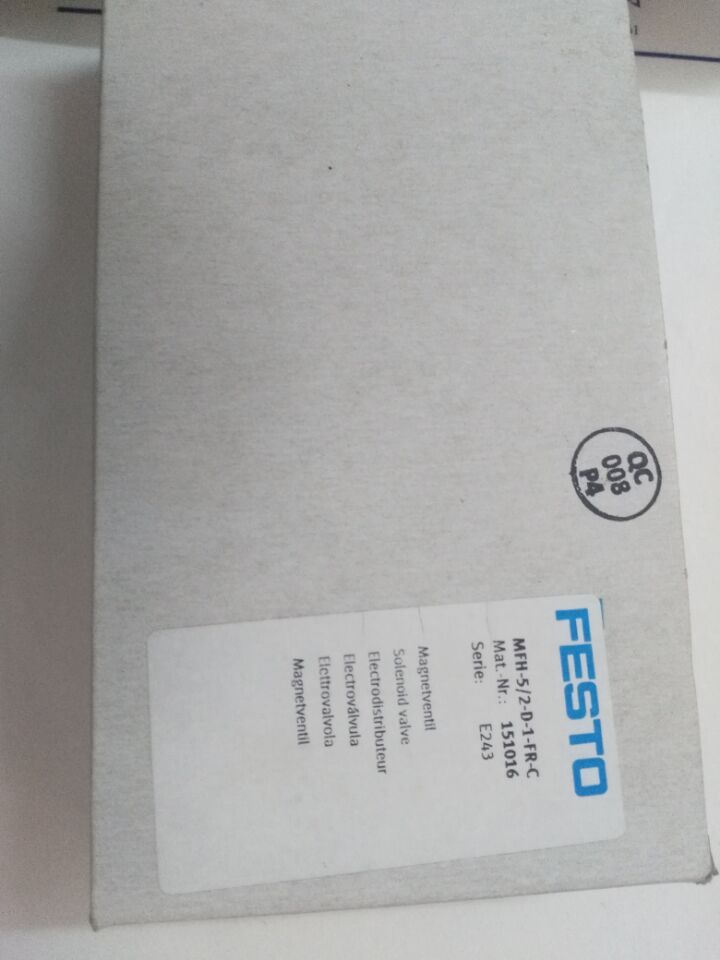 FESTO
MFH-5/2-D-1-FR-C
Mat.-Nr.: 151016
Serie: E243
Magnetventil
Solenoid valve
Electrodistributeur
Electroválvula
Elettrovalvola
Magnetventil
QC
008
P4